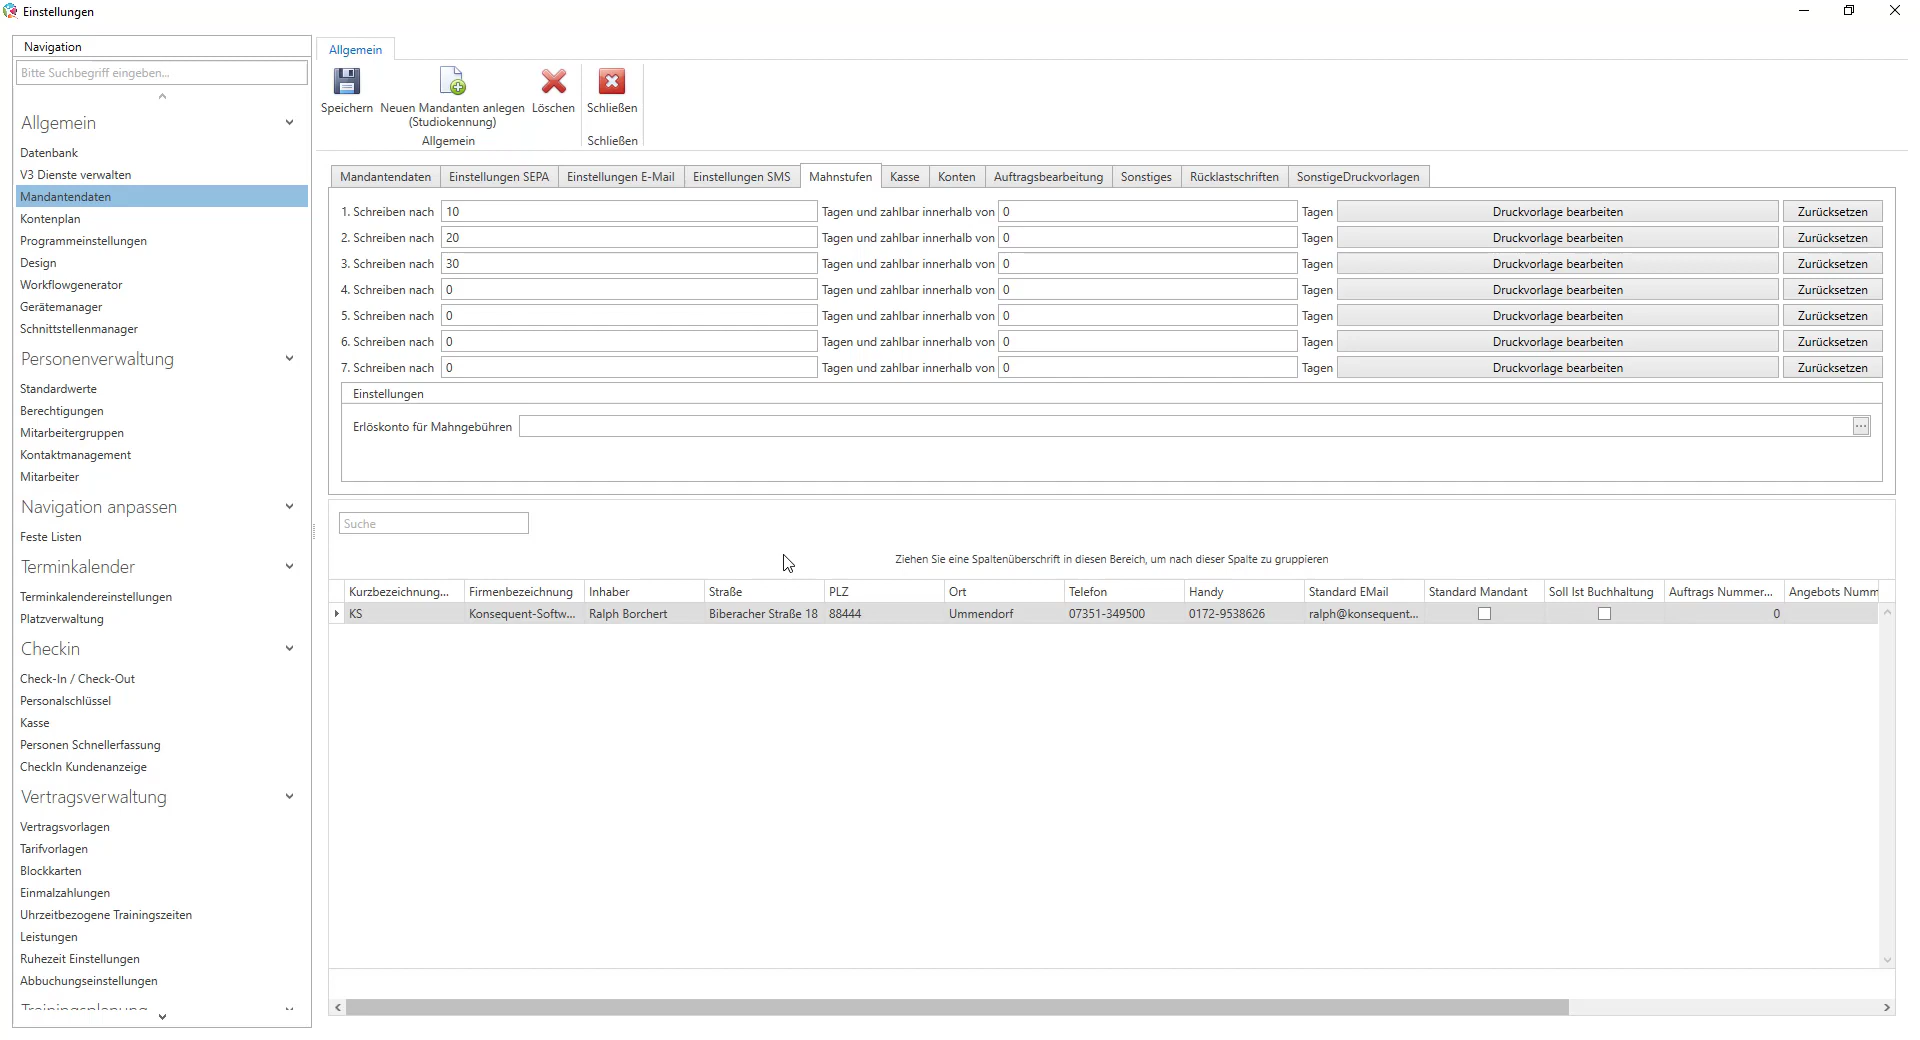 Einstellungen
Navigation
Bitte Suchbegriff eingeben...
Allgemein
Datenbank
V3 Dienste verwalten
Mandantendaten
Kontenplan
Programmeinstellungen
Design
Workflowgenerator
Gerätemanager
Schnittstellenmanager
Personenverwaltung
Standardwerte
Berechtigungen
Mitarbeitergruppen
Kontaktmanagement
Mitarbeiter
Navigation anpassen
Feste Listen
Terminkalender
Terminkalendereinstellungen
Platzverwaltung
Checkin
Check-In / Check-Out
Personalschlüssel
Kasse
Personen Schnellerfassung
CheckIn Kundenanzeige
Vertragsverwaltung
Vertragsvorlagen
Tarifvorlagen
Blockkarten
Einmalzahlungen
Uhrzeitbezogene Trainingszeiten
Leistungen
Ruhezeit Einstellungen
Abbuchungseinstellungen
Trainingsplanung
Allgemein
Speichern Neuen Mandanten anlegen (Studiokennung) Löschen Schließen
Allgemein Schließen
Mandantendaten Einstellungen SEPA Einstellungen E-Mail Einstellungen SMS Mahnstufen Kasse Konten Auftragsbearbeitung Sonstiges Rücklastschriften SonstigeDruckvorlagen
1. Schreiben nach 10 Tagen und zahlbar innerhalb von 0 Tagen Druckvorlage bearbeiten Zurücksetzen
2. Schreiben nach 20 Tagen und zahlbar innerhalb von 0 Tagen Druckvorlage bearbeiten Zurücksetzen
3. Schreiben nach 30 Tagen und zahlbar innerhalb von 0 Tagen Druckvorlage bearbeiten Zurücksetzen
4. Schreiben nach 0 Tagen und zahlbar innerhalb von 0 Tagen Druckvorlage bearbeiten Zurücksetzen
5. Schreiben nach 0 Tagen und zahlbar innerhalb von 0 Tagen Druckvorlage bearbeiten Zurücksetzen
6. Schreiben nach 0 Tagen und zahlbar innerhalb von 0 Tagen Druckvorlage bearbeiten Zurücksetzen
7. Schreiben nach 0 Tagen und zahlbar innerhalb von 0 Tagen Druckvorlage bearbeiten Zurücksetzen
Einstellungen
Erlöskonto für Mahngebühren ...
Suche
Ziehen Sie eine Spaltenüberschrift in diesen Bereich, um nach dieser Spalte zu gruppieren
Kurzbezeichnung... Firmenbezeichnung Inhaber Straße PLZ Ort Telefon Handy Standard EMail Standard Mandant Soll Ist Buchhaltung Auftrags Nummer... Angebots Numm
KS Konsequent-Softw... Ralph Borchert Biberacher Straße 18 88444 Ummendorf 07351-349500 0172-9538626 ralph@konsequent... 0